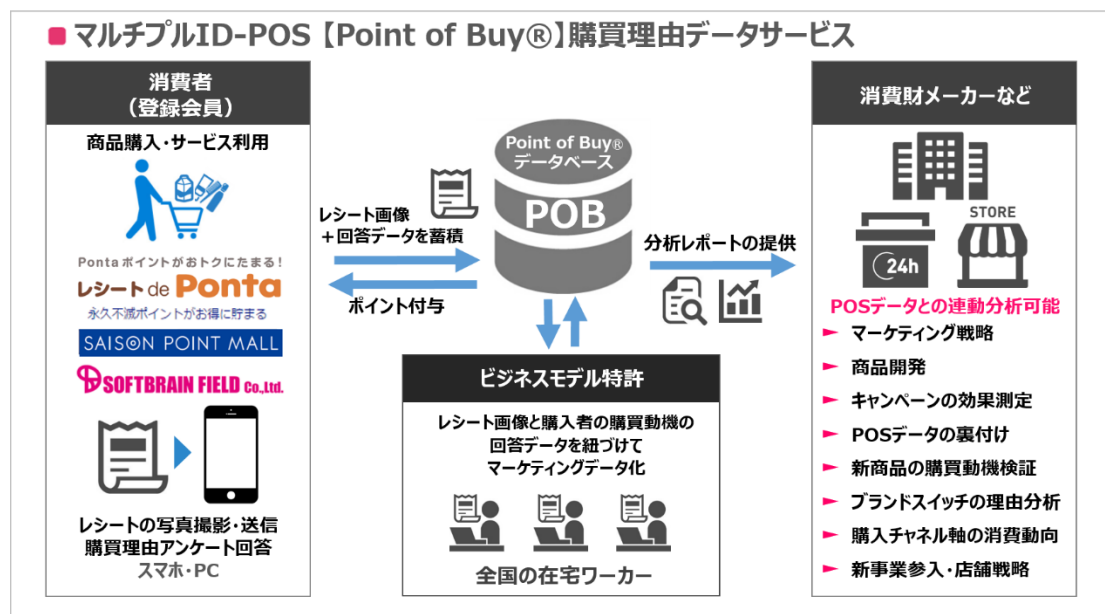 ■マルチプルID-POS【Point of Buy®】購買理由データサービス
消費者
（登録会員）
商品購入・サービス利用
Pontaポイントがおトクにたまる！
レシート de Ponta
永久不滅ポイントがお得に貯まる
SAISON POINT MALL
SOFTBRAIN FIELD Co.,Ltd.
レシートの写真撮影・送信
購買理由アンケート回答
スマホ・PC
レシート画像
＋回答データを蓄積
ポイント付与
Point of Buy®
データベース
POB
ビジネスモデル特許
レシート画像と購入者の購買動機の
回答データを紐づけて
マーケティングデータ化
全国の在宅ワーカー
分析レポートの提供
消費財メーカーなど
24h
STORE
POSデータとの連動分析可能
► マーケティング戦略
► 商品開発
► キャンペーンの効果測定
► POSデータの裏付け
► 新商品の購買動機検証
► ブランドスイッチの理由分析
► 購入チャネル軸の消費動向
► 新事業参入・店舗戦略